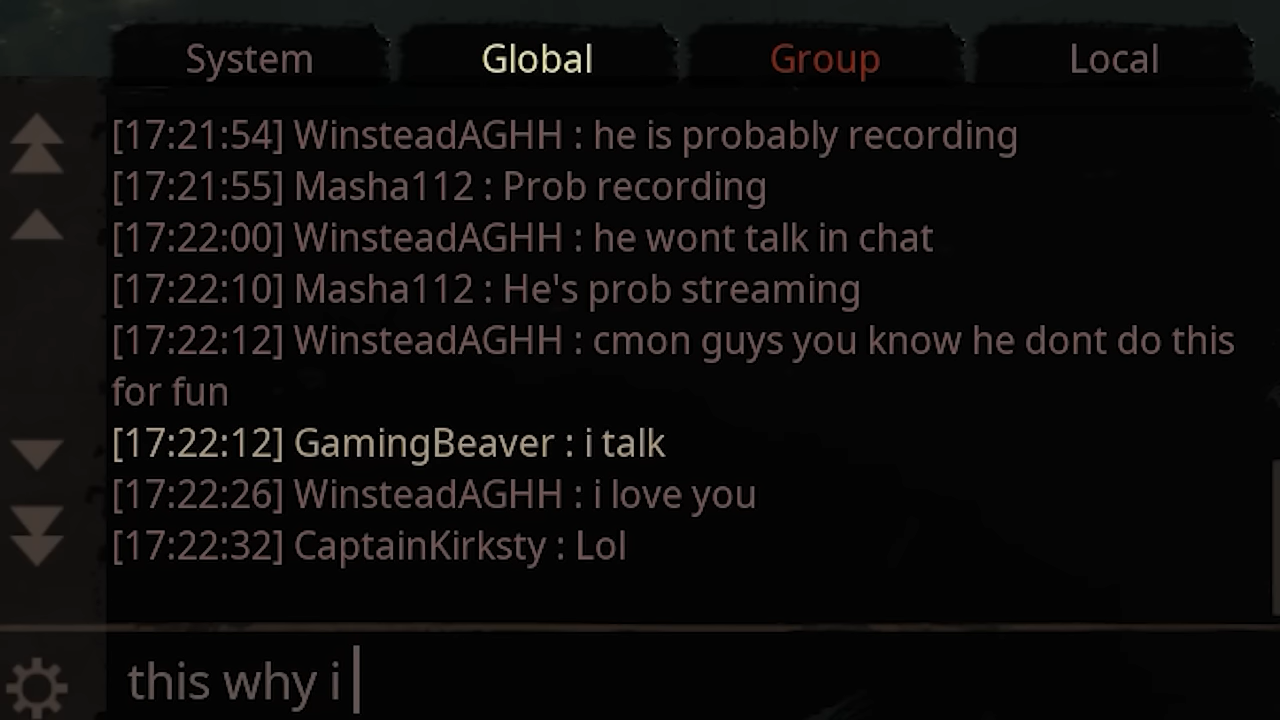 System Global Group Local
[17:21:54] WinsteadAGHH : he is probably recording
[17:21:55] Masha112 : Prob recording
[17:22:00] WinsteadAGHH : he wont talk in chat
[17:22:10] Masha112 : He's prob streaming
[17:22:12] WinsteadAGHH : cmon guys you know he dont do this
for fun
[17:22:12] GamingBeaver : i talk
[17:22:26] WinsteadAGHH : i love you
[17:22:32] CaptainKirksty : Lol
this why i